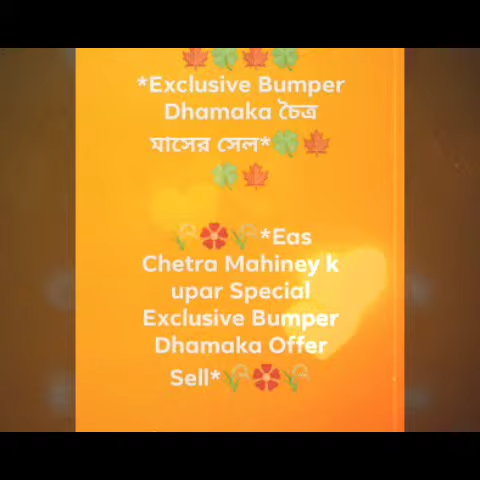 🍁🍀🍁🍀
*Exclusive Bumper
Dhamaka চৈত্র
মাসের সেল*🍀🍁
🍀🍁
🥀🏵️🥀*Eas
Chetra Mahiney k
upar Special
Exclusive Bumper
Dhamaka Offer
Sell*🥀🏵️🥀